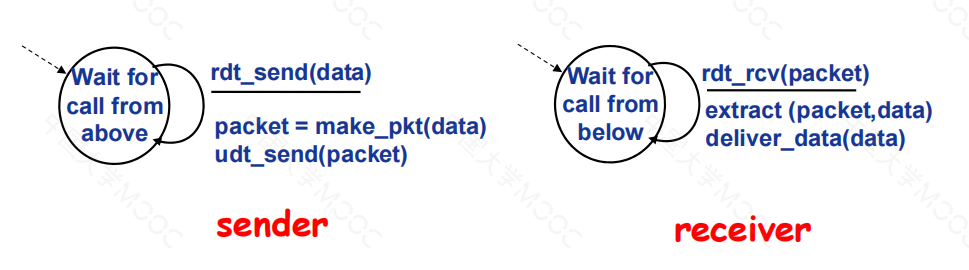 Wait for
call from
above
rdt_send(data)
packet = make_pkt(data)
udt_send(packet)
sender
Wait for
call from
below
rdt_rcv(packet)
extract (packet,data)
deliver_data(data)
receiver